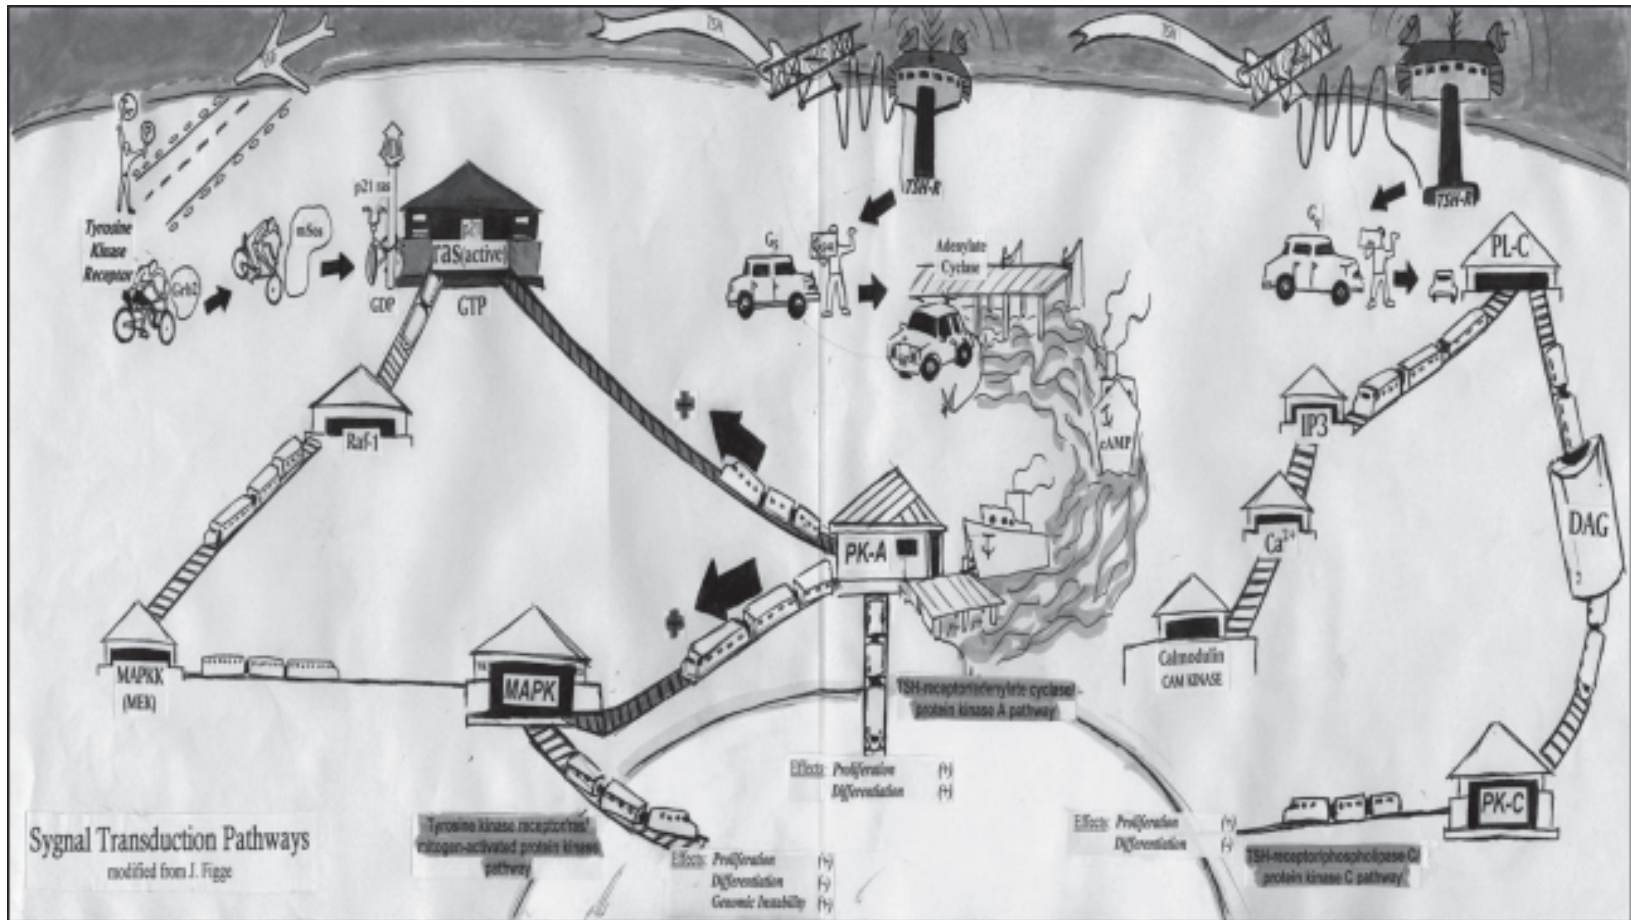 TSH
TSH
Tyrosine
Kinase
Receptor
Grb2
mSos
p21 ras
GDP
p21
ras(active)
GTP
TSH-R
Gs
Adenylate
Cyclase
TSH-R
Gq
PL-C
Raf-1
cAMP
IP3
Ca2+
DAG
PK-A
MAPKK
(MEK)
MAPK
Calmodulin
CAM KINASE
TSH-receptor/adenylate cyclase/
protein kinase A pathway
Effects: Proliferation (+)
Differentiation (+)
PK-C
Sygnal Transduction Pathways
modified from J. Figge
Tyrosine kinase receptor/ras/
mitogen-activated protein kinase
pathway
Effects: Proliferation (+)
Differentiation (-)
Genomic Instability (+)
Effects: Proliferation (+)
Differentiation (-)
TSH-receptor/phospholipase C/
protein kinase C pathway